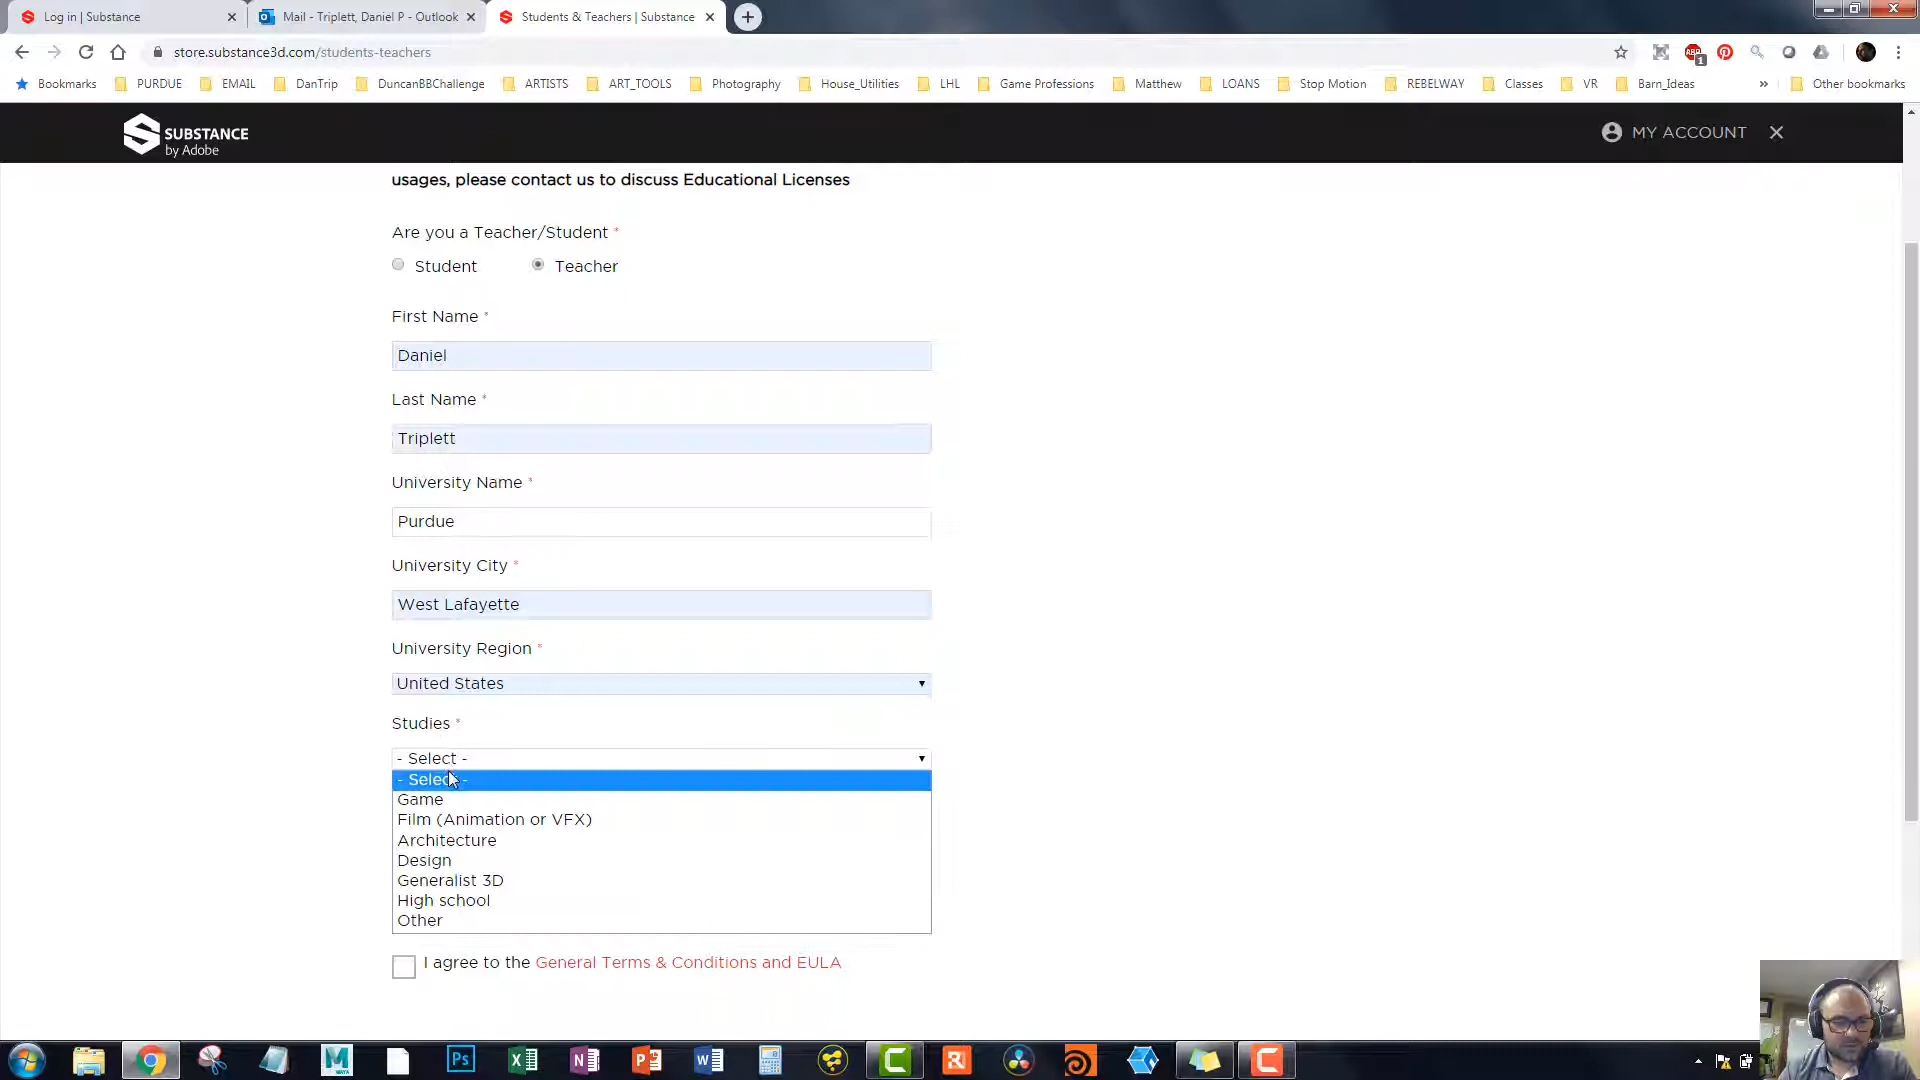 Log in | Substance
Mail - Triplett, Daniel P - Outlook
Students & Teachers | Substance
store.substance3d.com/students-teachers
Bookmarks
PURDUE
EMAIL
DanTrip
DuncanBBChallenge
ARTISTS
ART_TOOLS
Photography
House_Utilities
LHL
Game Professions
Matthew
LOANS
Stop Motion
REBELWAY
Classes
VR
Barn_Ideas
»
Other bookmarks
SUBSTANCE
by Adobe
MY ACCOUNT
usages, please contact us to discuss Educational Licenses
Are you a Teacher/Student *
Student
Teacher
First Name *
Daniel
Last Name *
Triplett
University Name *
Purdue
University City *
West Lafayette
University Region *
United States
Studies *
- Select -
- Select -
Game
Film (Animation or VFX)
Architecture
Design
Generalist 3D
High school
Other
I agree to the General Terms & Conditions and EULA